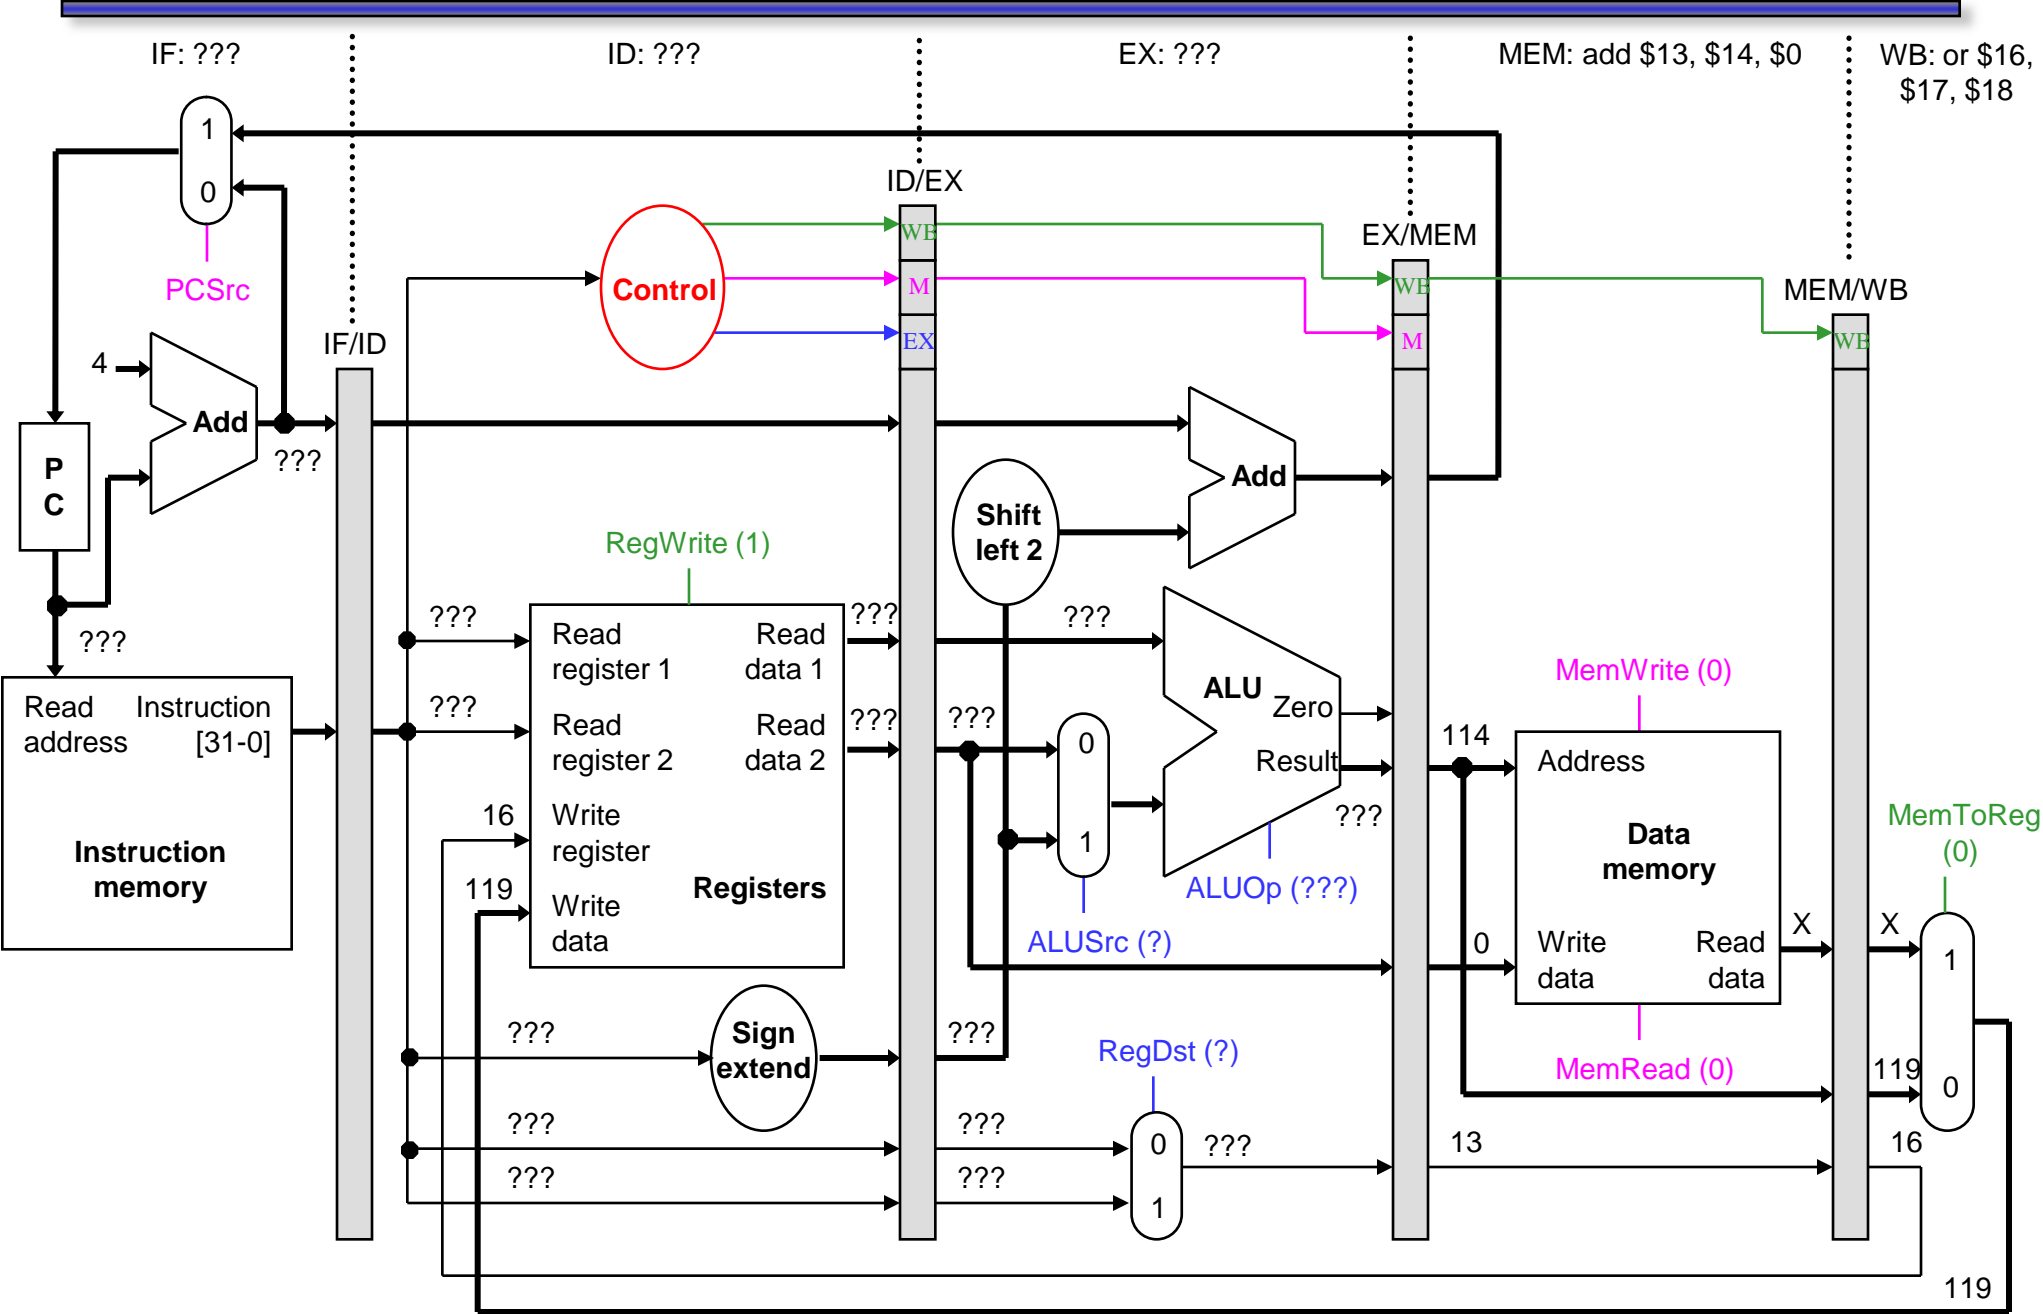 IF: ???
ID: ???
EX: ???
MEM: add $13, $14, $0
WB: or $16,
$17, $18
1
0
PCSrc
ID/EX
WB
M
EX
Control
EX/MEM
WB
M
MEM/WB
WB
IF/ID
4
Add
???
P
C
???
Add
Shift
left 2
RegWrite (1)
???
???
16
119
Read
register 1
Read
data 1
Read
register 2
Read
data 2
Write
register
Write
data
Registers
???
???
???
???
ALU
Zero
Result
???
0
1
ALUSrc (?)
ALUOp (???)
Read
address
Instruction
[31-0]
Instruction
memory
MemWrite (0)
114
Address
Data
memory
0
Write
data
Read
data
X
X
MemRead (0)
MemToReg
(0)
1
0
119
???
Sign
extend
???
RegDst (?)
???
???
???
???
0
1
???
13
16
119